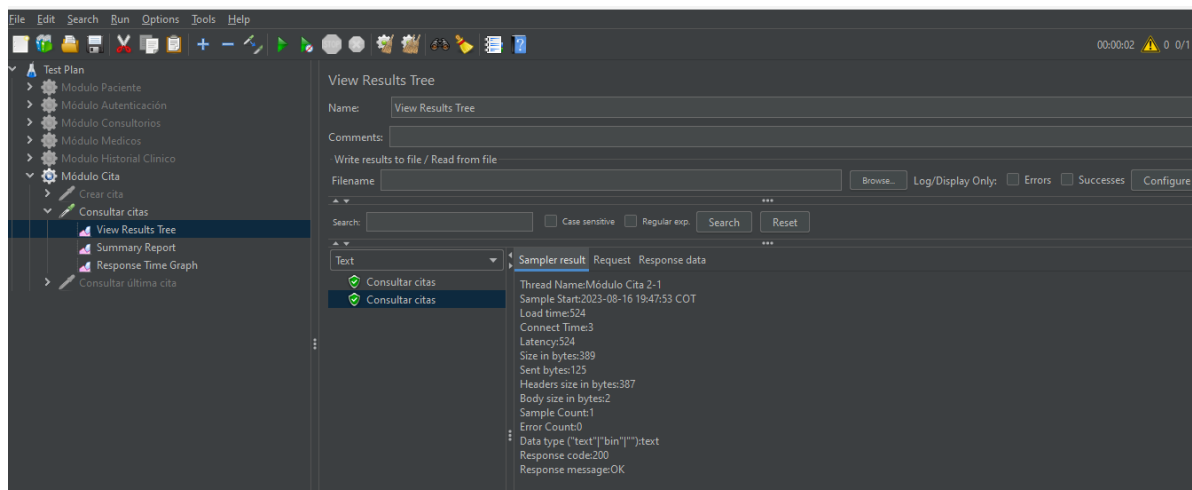 File Edit Search Run Options Tools Help
00:00:02 0 0/1
Test Plan
Modulo Paciente
Módulo Autenticación
Módulo Consultorios
Módulo Medicos
Modulo Historial Clinico
Módulo Cita
Crear cita
Consultar citas
View Results Tree
Summary Report
Response Time Graph
Consultar última cita
View Results Tree
Name: View Results Tree
Comments:
Write results to file / Read from file
Filename Browse... Log/Display Only: Errors Successes Configure
Search: Case sensitive Regular exp. Search Reset
Text
Consultar citas
Consultar citas
Sampler result Request Response data
Thread Name:Módulo Cita 2-1
Sample Start:2023-08-16 19:47:53 COT
Load time:524
Connect Time:3
Latency:524
Size in bytes:389
Sent bytes:125
Headers size in bytes:387
Body size in bytes:2
Sample Count:1
Error Count:0
Data type ("text"|"bin"|""):text
Response code:200
Response message:OK